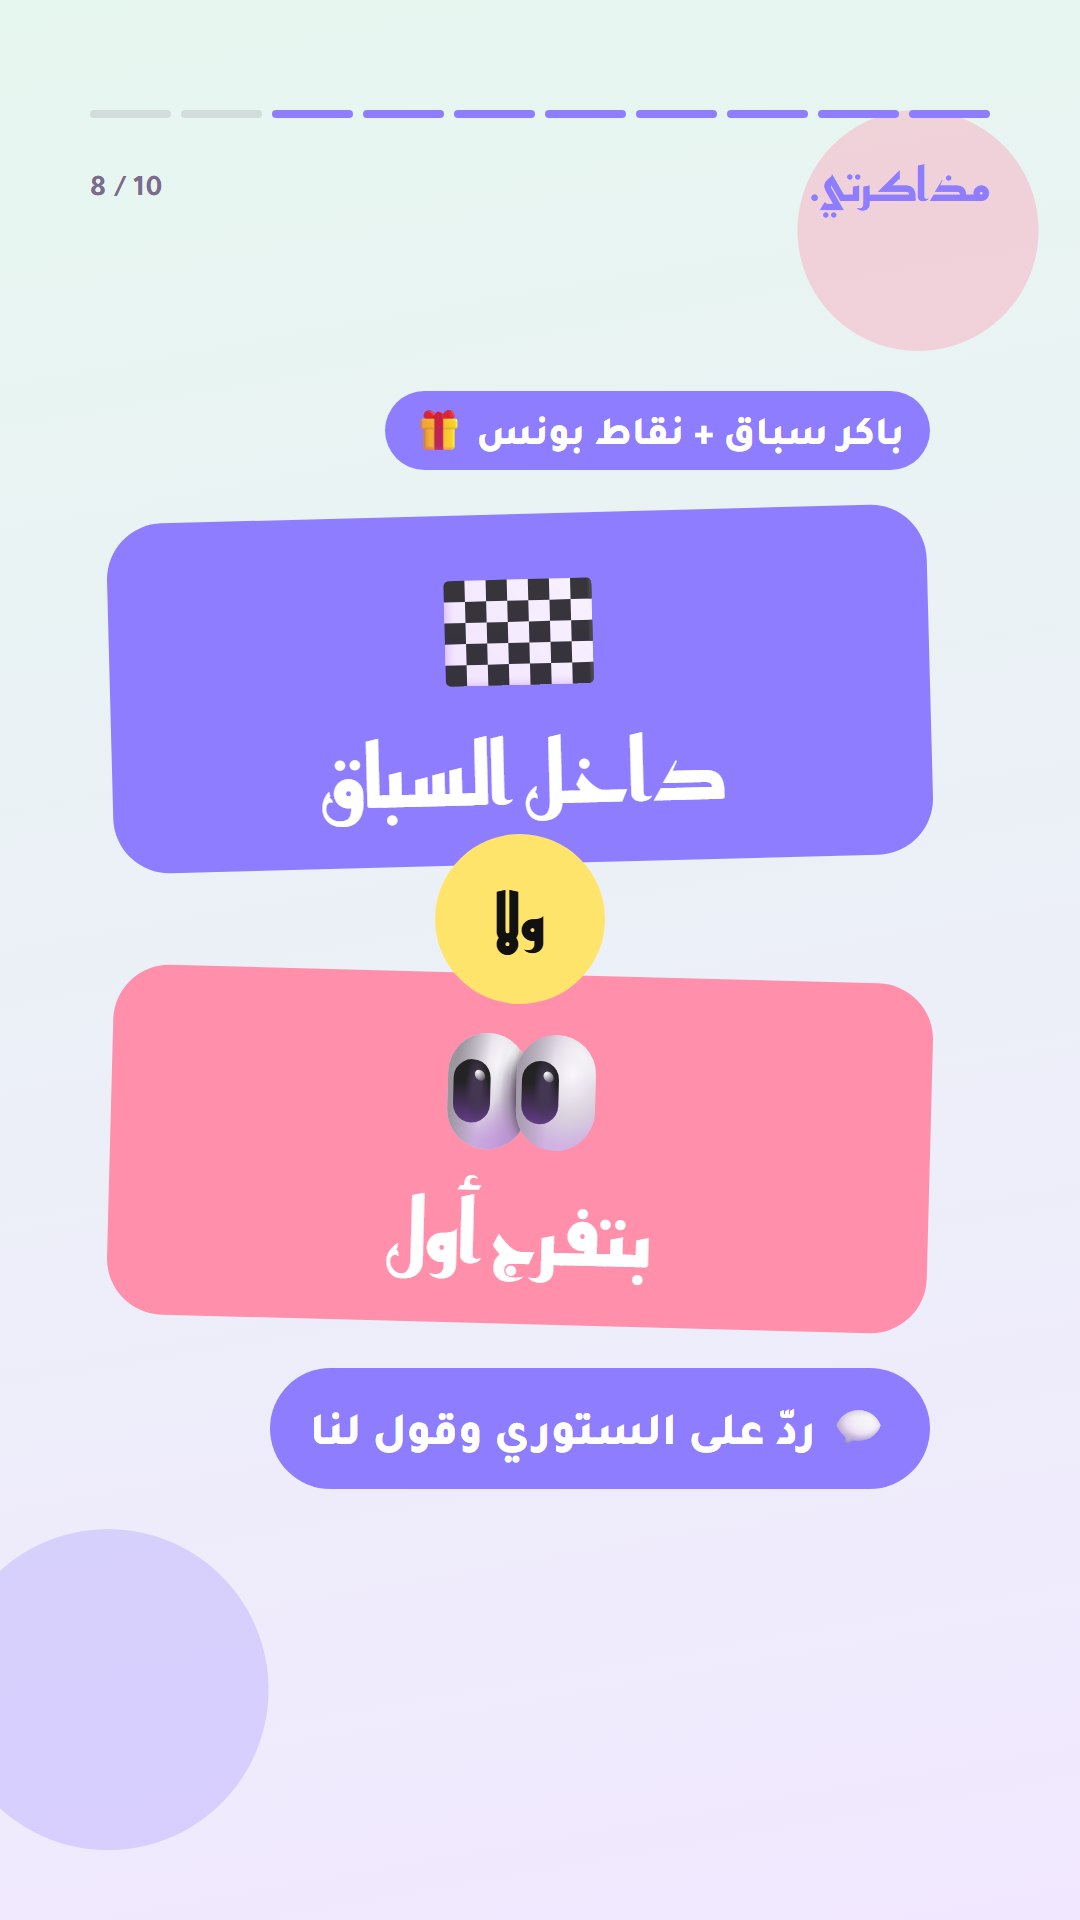 مذاكرتي.
8 / 10
باكر سباق + نقاط بونس 🎁
داخل السباق
ولا
بتفرج أول
💬 ردّ على الستوري وقول لنا